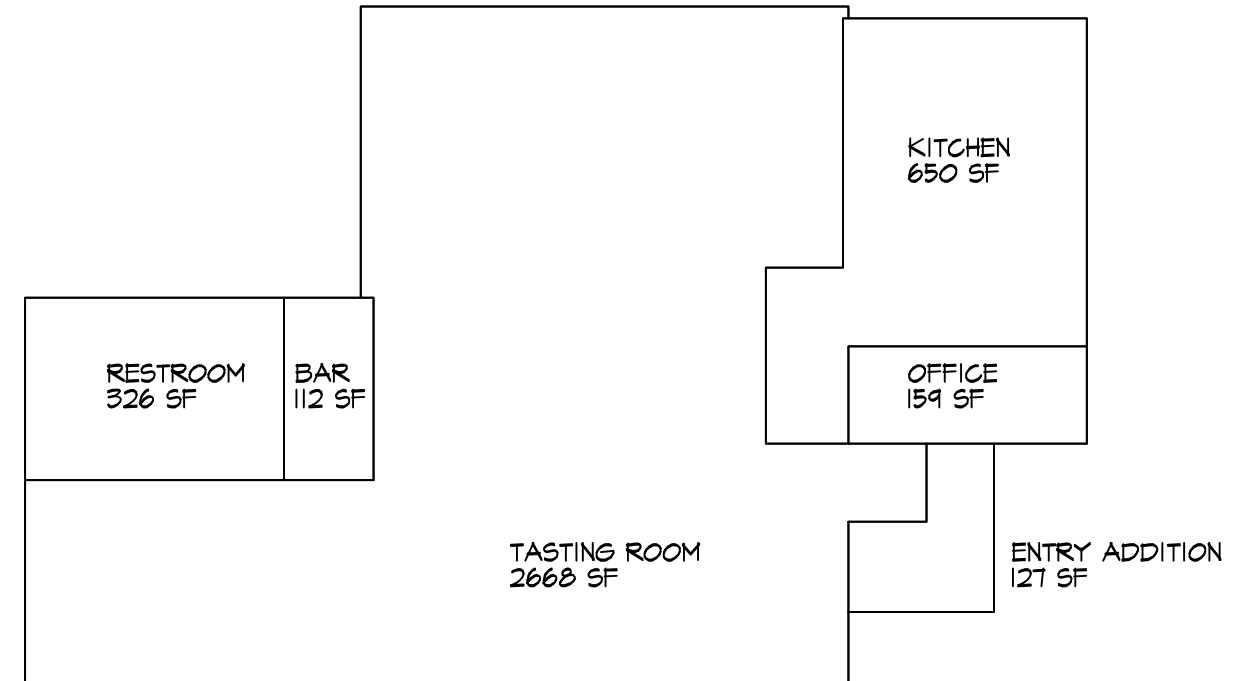 KITCHEN
650 SF
RESTROOM
326 SF
BAR
112 SF
OFFICE
159 SF
TASTING ROOM
2668 SF
ENTRY ADDITION
127 SF